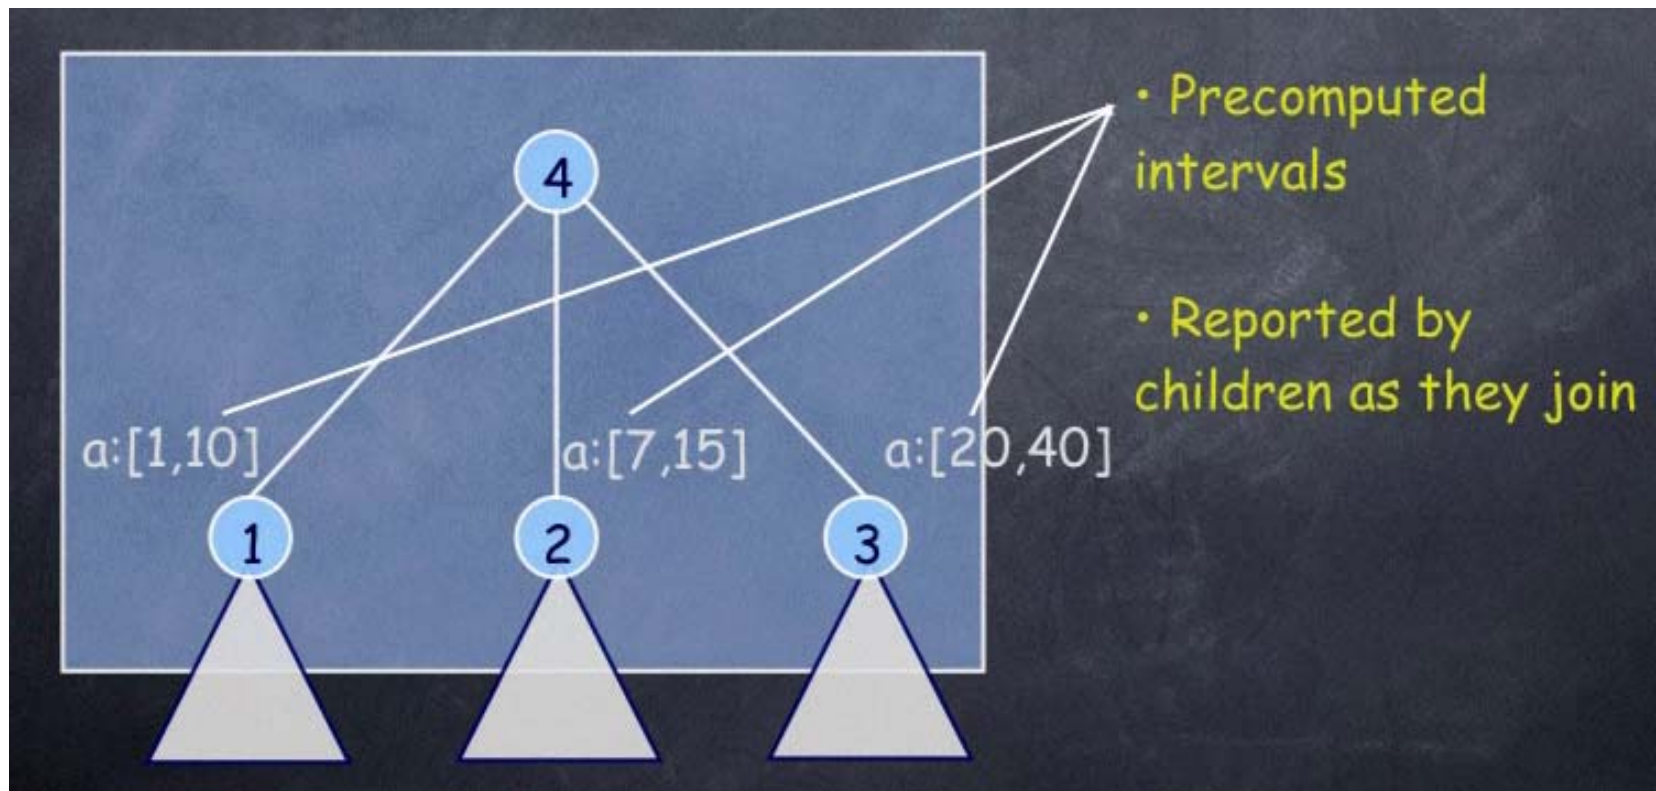 • Precomputed
intervals
• Reported by
children as they join
4
a:[1,10]
a:[7,15]
a:[20,40]
1
2
3